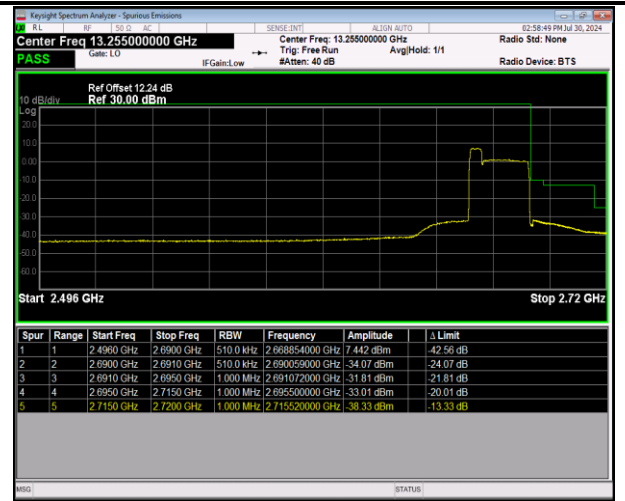 Keysight Spectrum Analyzer - Spurious Emissions
RL RF 50 Ω AC SENSE:INT ALIGN AUTO 02:58:49 PM Jul 30, 2024
Center Freq 13.255000000 GHz Center Freq: 13.255000000 GHz Radio Std: None
PASS Gate: LO IFGain:Low Trig: Free Run Avg|Hold: 1/1
#Atten: 40 dB Radio Device: BTS
Ref Offset 12.24 dB
10 dB/div Ref 30.00 dBm
Log
20.0
10.0
0.00
-10.0
-20.0
-30.0
-40.0
-50.0
-60.0
Start 2.496 GHz Stop 2.72 GHz
Spur Range Start Freq Stop Freq RBW Frequency Amplitude Δ Limit
1 1 2.4960 GHz 2.6900 GHz 510.0 kHz 2.668854000 GHz 7.442 dBm -42.56 dB
2 2 2.6900 GHz 2.6910 GHz 510.0 kHz 2.690059000 GHz -34.07 dBm -24.07 dB
3 3 2.6910 GHz 2.6950 GHz 1.000 MHz 2.691072000 GHz -31.81 dBm -21.81 dB
4 4 2.6950 GHz 2.7150 GHz 1.000 MHz 2.695500000 GHz -33.01 dBm -20.01 dB
5 5 2.7150 GHz 2.7200 GHz 1.000 MHz 2.715520000 GHz -38.33 dBm -13.33 dB
MSG STATUS